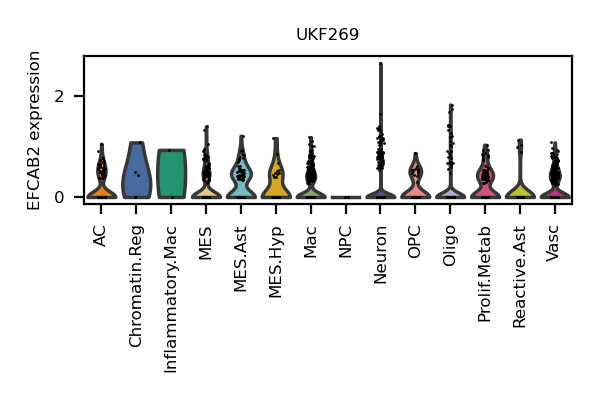 UKF269
EFCAB2 expression
2
0
AC
Chromatin.Reg
Inflammatory.Mac
MES
MES.Ast
MES.Hyp
Mac
NPC
Neuron
OPC
Oligo
Prolif.Metab
Reactive.Ast
Vasc